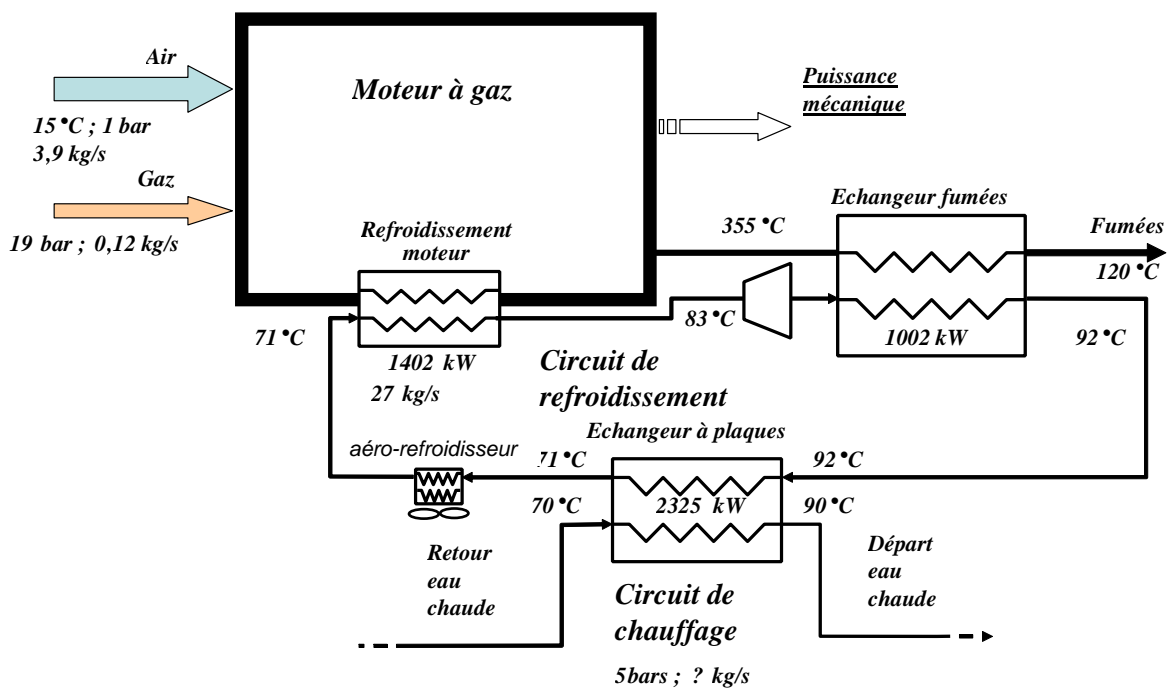 Air
15°C ; 1 bar
3,9 kg/s
Gaz
19 bar ; 0,12 kg/s
Moteur à gaz
Puissance
mécanique
Refroidissement
moteur
Echangeur fumées
355 °C
Fumées
120 °C
71 °C
83 °C
1002 kW
92 °C
1402 kW
27 kg/s
Circuit de
refroidissement
Echangeur à plaques
aéro-refroidisseur
71 °C
92 °C
70 °C
2325 kW
90 °C
Retour
eau
chaude
Départ
eau
chaude
Circuit de
chauffage
5bars ; ? kg/s